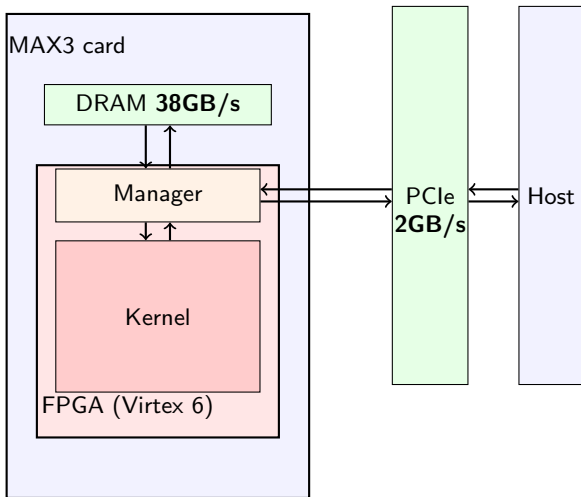 MAX3 card
DRAM 38GB/s
Manager
Kernel
FPGA (Virtex 6)
PCIe
2GB/s
Host